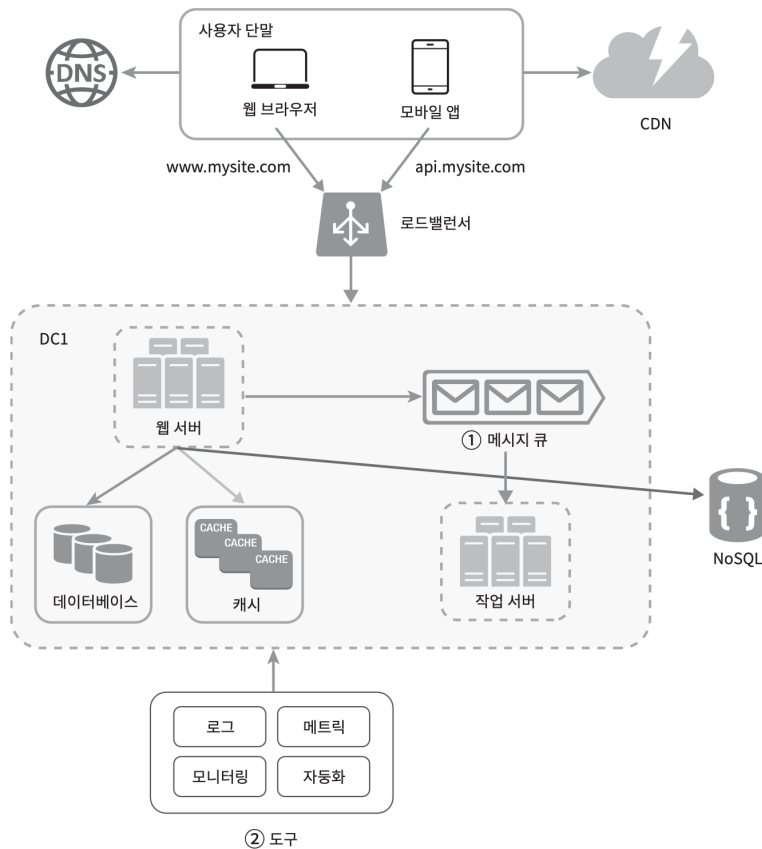 사용자 단말
DNS
웹 브라우저
모바일 앱
CDN
www.mysite.com
api.mysite.com
로드밸런서
DC1
웹 서버
① 메시지 큐
{ }
NoSQL
CACHE
CACHE
CACHE
데이터베이스
캐시
작업 서버
로그
메트릭
모니터링
자동화
② 도구